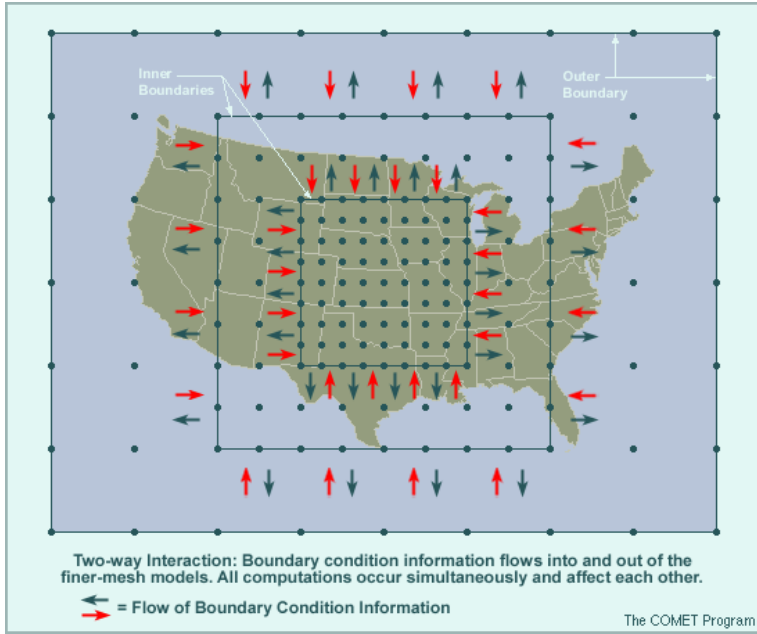 Inner
Boundaries
Outer
Boundary
Two-way Interaction: Boundary condition information flows into and out of the
finer-mesh models. All computations occur simultaneously and affect each other.
= Flow of Boundary Condition Information
The COMET Program